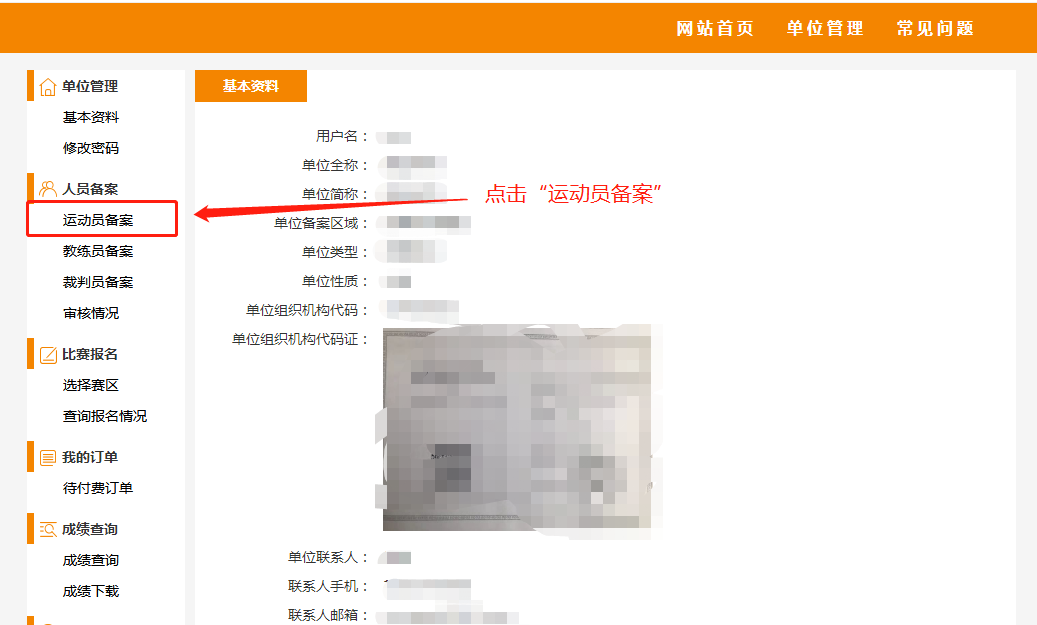 网站首页 单位管理 常见问题
单位管理
基本资料
修改密码
人员备案
运动员备案
教练员备案
裁判员备案
审核情况
比赛报名
选择赛区
查询报名情况
我的订单
待付费订单
成绩查询
成绩查询
成绩下载
基本资料
用户名：
单位全称：
单位简称：
点击“运动员备案”
单位备案区域：
单位类型：
单位性质：
单位组织机构代码：
单位组织机构代码证：
单位联系人：
联系人手机：
联系人邮箱：